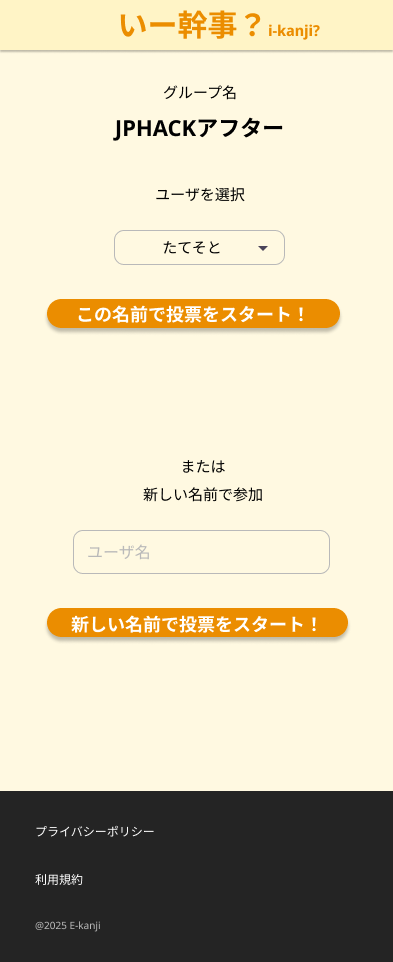 いー幹事？ i-kanji?
グループ名
JPHACKアフター
ユーザを選択
たてそと
この名前で投票をスタート！
または
新しい名前で参加
ユーザ名
新しい名前で投票をスタート！
プライバシーポリシー
利用規約
@2025 E-kanji